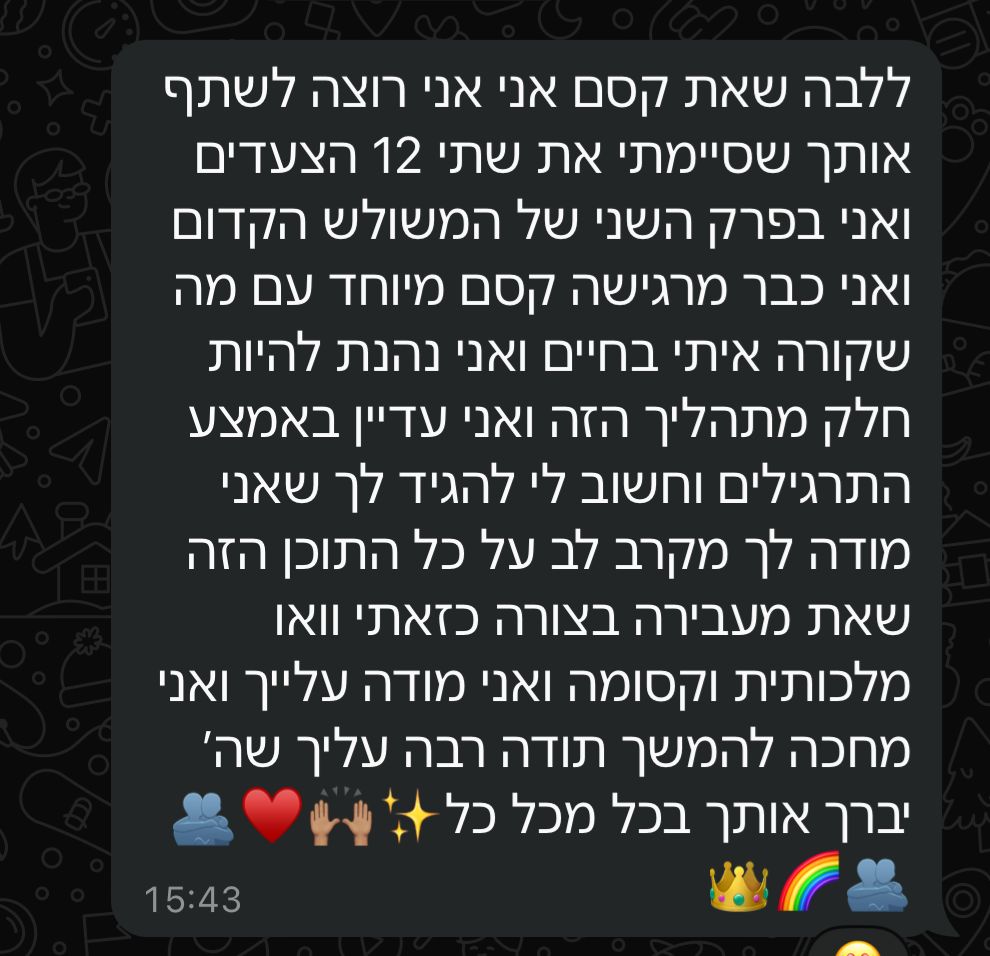 ללבה שאת קסם אני אני רוצה לשתף
אותך שסיימתי את שתי 12 הצעדים
ואני בפרק השני של המשולש הקדום
ואני כבר מרגישה קסם מיוחד עם מה
שקורה איתי בחיים ואני נהנת להיות
חלק מתהליך הזה ואני עדיין באמצע
התרגילים וחשוב לי להגיד לך שאני
מודה לך מקרב לב על כל התוכן הזה
שאת מעבירה בצורה כזאתי וואו
מלכותית וקסומה ואני מודה עלייך ואני
מחכה להמשך תודה רבה עליך שה׳
יברך אותך בכל מכל כל✨🙌🏽♥️🫂
🫂🌈👑
15:43